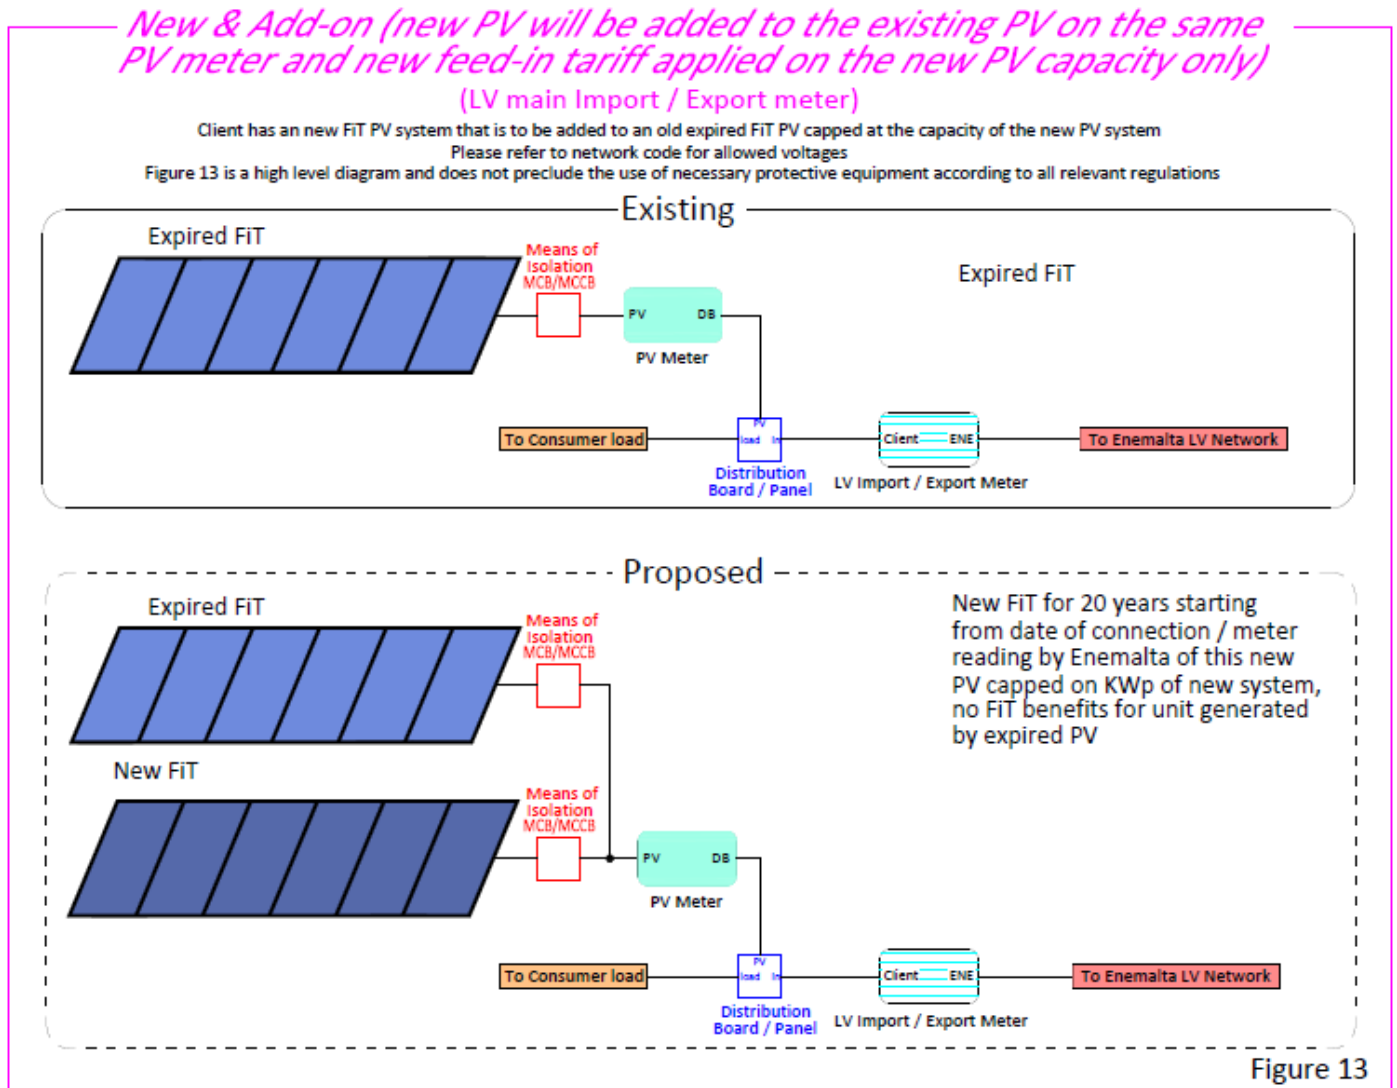 New & Add-on (new PV will be added to the existing PV on the same
PV meter and new feed-in tariff applied on the new PV capacity only)
(LV main Import / Export meter)
Client has an new FiT PV system that is to be added to an old expired FiT PV capped at the capacity of the new PV system
Please refer to network code for allowed voltages
Figure 13 is a high level diagram and does not preclude the use of necessary protective equipment according to all relevant regulations
Existing
Expired FiT
Means of
Isolation
MCB/MCCB
Expired FiT
PV DB
PV Meter
To Consumer load
PV
load In
Distribution
Board / Panel
Client ENE
LV Import / Export Meter
To Enemalta LV Network
Proposed
Expired FiT
Means of
Isolation
MCB/MCCB
New FiT for 20 years starting
from date of connection / meter
reading by Enemalta of this new
PV capped on KWp of new system,
no FiT benefits for unit generated
by expired PV
New FiT
Means of
Isolation
MCB/MCCB
PV DB
PV Meter
To Consumer load
PV
load In
Distribution
Board / Panel
Client ENE
LV Import / Export Meter
To Enemalta LV Network
Figure 13